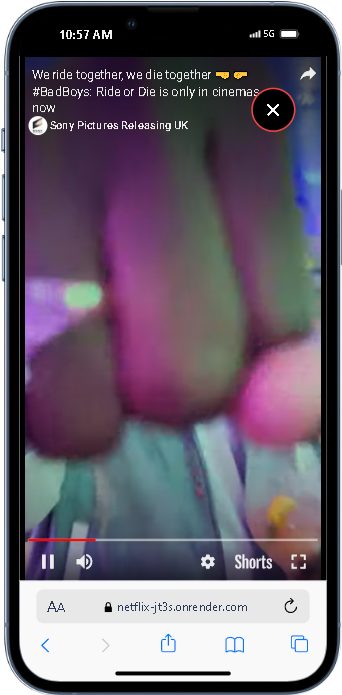 10:57 AM
5G
We ride together, we die together 🤜🤛
#BadBoys: Ride or Die is only in cinemas
now
Sony Pictures Releasing UK
Shorts
AA
netflix-jt3s.onrender.com